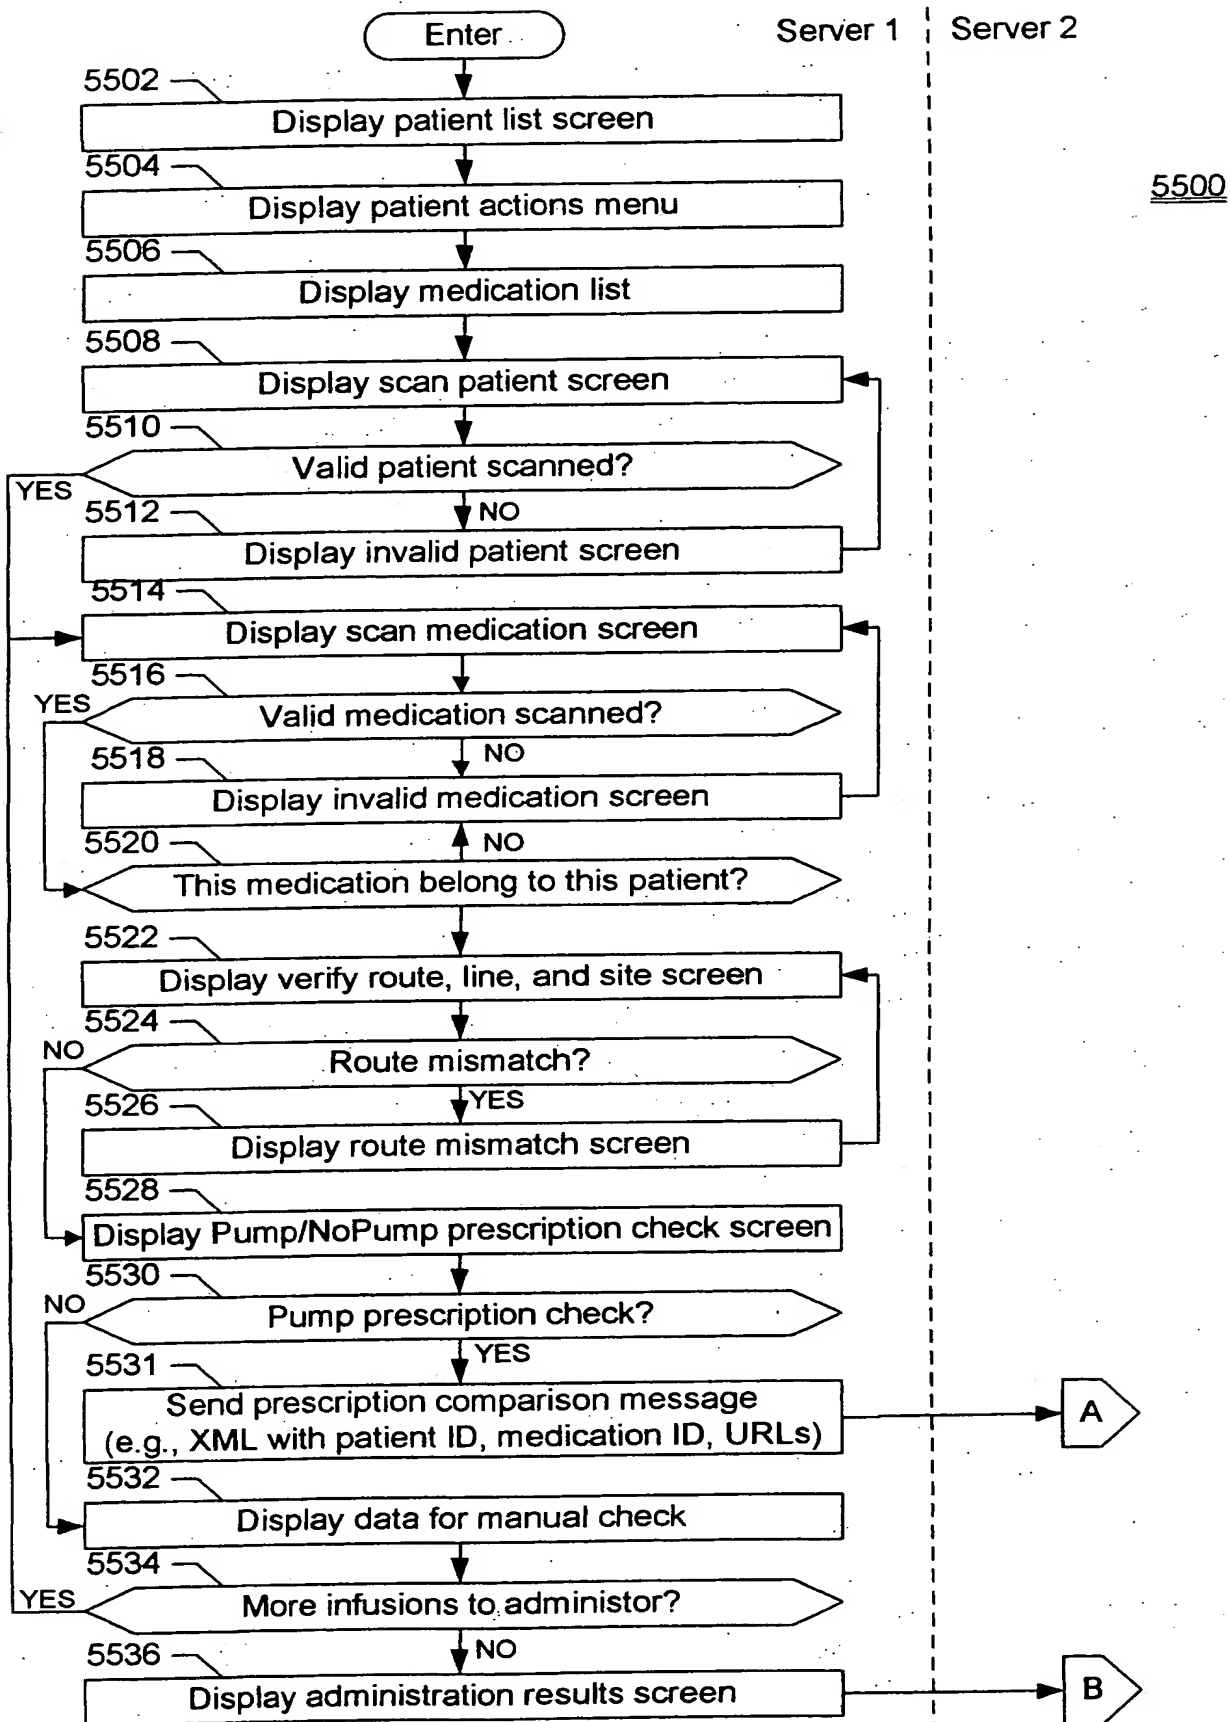 Enter
Server 1
Server 2
5502
Display patient list screen
5504
5500
Display patient actions menu
5506
Display medication list
5508
Display scan patient screen
5510
Valid patient scanned?
YES
NO
5512
Display invalid patient screen
5514
Display scan medication screen
5516
YES
Valid medication scanned?
NO
5518
Display invalid medication screen
5520
NO
This medication belong to this patient?
5522
Display verify route, line, and site screen
5524
NO
Route mismatch?
YES
5526
Display route mismatch screen
5528
Display Pump/NoPump prescription check screen
5530
NO
Pump prescription check?
YES
5531
Send prescription comparison message
(e.g., XML with patient ID, medication ID, URLs)
A
5532
Display data for manual check
5534
YES
More infusions to administor?
NO
5536
Display administration results screen
B